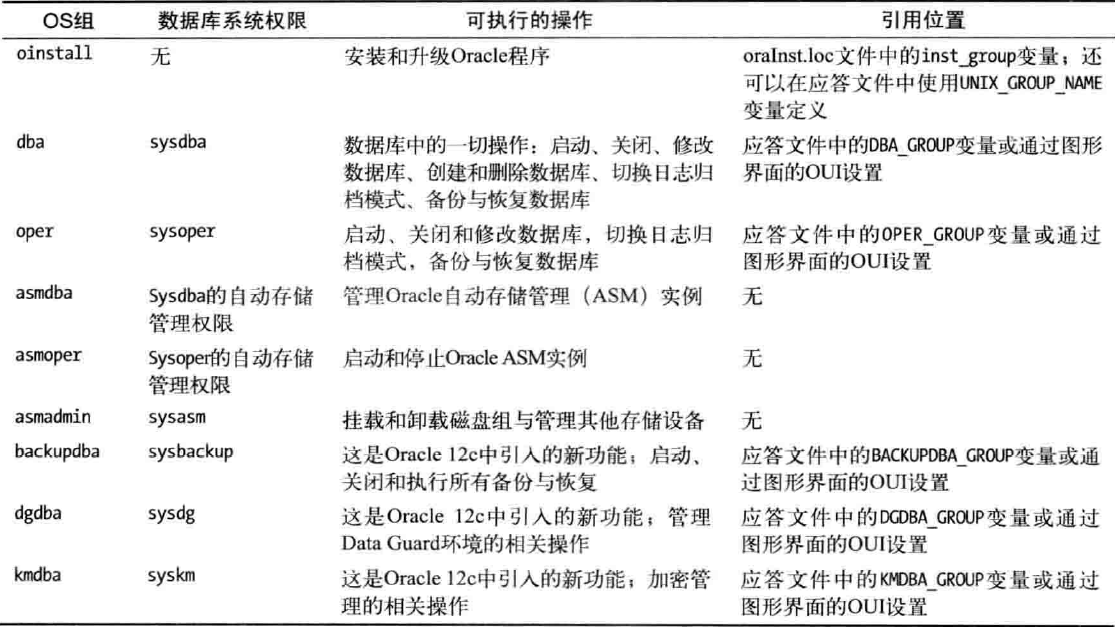 OS组 数据库系统权限 可执行的操作 引用位置
oinstall 无 安装和升级Oracle程序 oraInst.loc文件中的inst_group变量；还
可以在应答文件中使用UNIX_GROUP_NAME
变量定义
dba sysdba 数据库中的一切操作：启动、关闭、修改 应答文件中的DBA_GROUP变量或通过图形
数据库、创建和删除数据库、切换日志归 界面的OUI设置
档模式、备份与恢复数据库
oper sysoper 启动、关闭和修改数据库，切换日志归 应答文件中的OPER_GROUP变量或通过
档模式，备份与恢复数据库 图形界面的OUI设置
asmdba Sysdba的自动存储 管理Oracle自动存储管理（ASM）实例 无
管理权限
asmoper Sysoper的自动存储 启动和停止Oracle ASM实例 无
管理权限
asmadmin sysasm 挂载和卸载磁盘组与管理其他存储设备 无
backupdba sysbackup 这是Oracle 12c中引入的新功能；启动、 应答文件中的BACKUPDBA_GROUP变量或通
关闭和执行所有备份与恢复 过图形界面的OUI设置
dgdba sysdg 这是Oracle 12c中引入的新功能；管理 应答文件中的DGDBA_GROUP变量或通过
Data Guard环境的相关操作 图形界面的OUI设置
kmdba syskm 这是Oracle 12c中引入的新功能；加密管 应答文件中的KMDBA_GROUP变量或通过
理的相关操作 图形界面的OUI设置